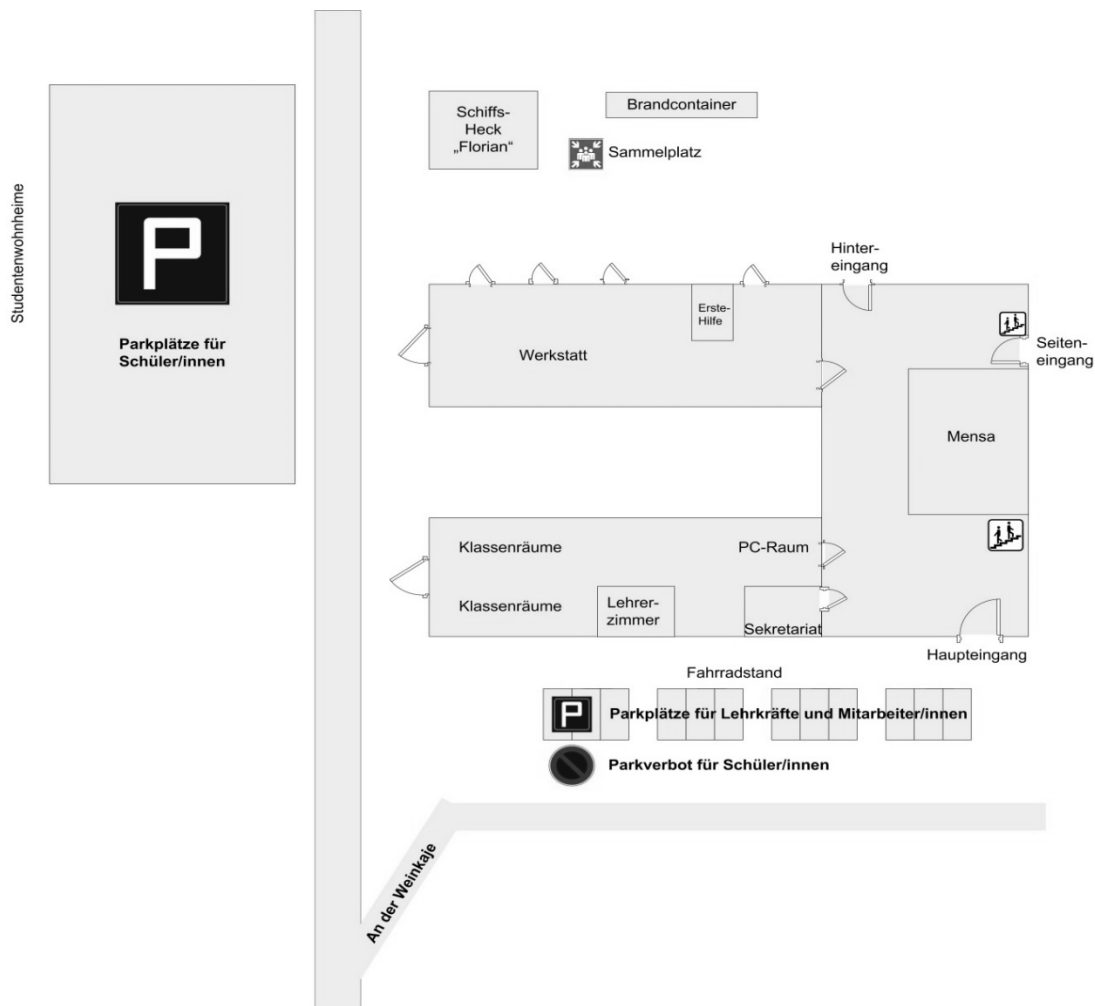 Schiffs-
Heck
„Florian“
Brandcontainer
Sammelplatz
Studentenwohnheime
P
Parkplätze für
Schüler/innen
Hinter-
eingang
Erste-
Hilfe
Werkstatt
Seiten-
eingang
Mensa
Klassenräume
PC-Raum
Klassenräume
Lehrer-
zimmer
Sekretariat
Haupteingang
Fahrradstand
P
Parkplätze für Lehrkräfte und Mitarbeiter/innen
Parkverbot für Schüler/innen
An der Weinkaje